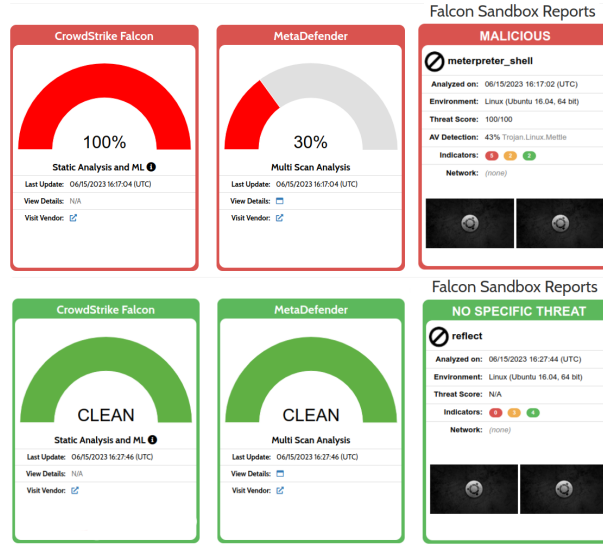 Falcon Sandbox Reports
CrowdStrike Falcon
100%
Static Analysis and ML
Last Update: 06/15/2023 16:17:04 (UTC)
View Details: N/A
Visit Vendor:
MetaDefender
30%
Multi Scan Analysis
Last Update: 06/15/2023 16:17:04 (UTC)
View Details:
Visit Vendor:
MALICIOUS
meterpreter_shell
Analyzed on: 06/15/2023 16:17:02 (UTC)
Environment: Linux (Ubuntu 16.04, 64 bit)
Threat Score: 100/100
AV Detection: 43% Trojan.Linux.Mettle
Indicators: 5 2 2
Network: (none)
Falcon Sandbox Reports
CrowdStrike Falcon
CLEAN
Static Analysis and ML
Last Update: 06/15/2023 16:27:46 (UTC)
View Details: N/A
Visit Vendor:
MetaDefender
CLEAN
Multi Scan Analysis
Last Update: 06/15/2023 16:27:46 (UTC)
View Details:
Visit Vendor:
NO SPECIFIC THREAT
reflect
Analyzed on: 06/15/2023 16:27:44 (UTC)
Environment: Linux (Ubuntu 16.04, 64 bit)
Threat Score: N/A
Indicators: 0 3 4
Network: (none)